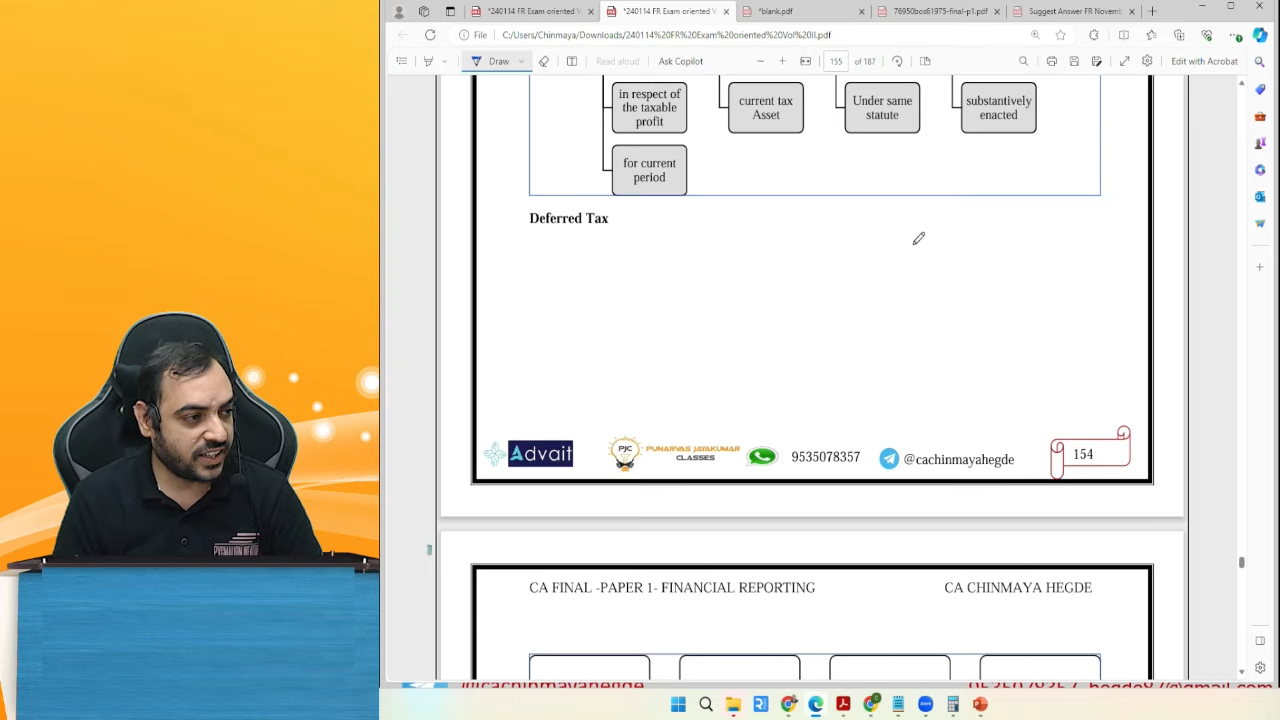 *240114 FR Exam oriented V
*240114 FR Exam oriented V
*blank.pdf
76950bos61975-final-p1.pdf
Suggest Answer FR Novemb
File
C:/Users/Chinmaya/Downloads/240114%20FR%20Exam%20oriented%20Vol%20II.pdf
Draw
Read aloud
Ask Copilot
155
of 187
Edit with Acrobat
in respect of the taxable profit
current tax Asset
Under same statute
substantively enacted
for current period
Deferred Tax
Advait
PJC
PUNARVAS JAYAKUMAR
CLASSES
9535078357
@cachinmayahegde
154
CA FINAL -PAPER 1- FINANCIAL REPORTING
CA CHINMAYA HEGDE